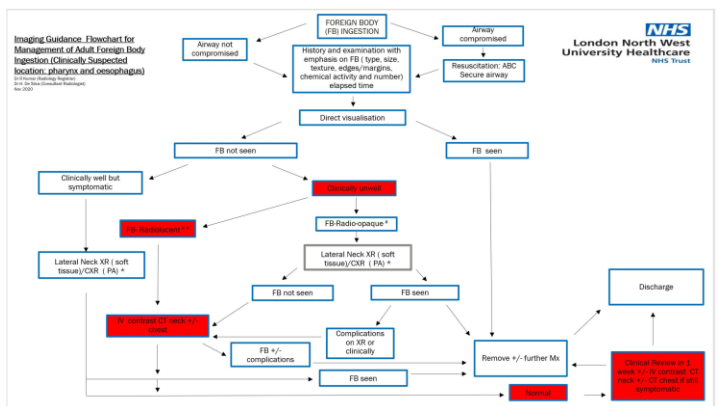 Imaging Guidance Flowchart for
Management of Adult Foreign Body
Ingestion (Clinically Suspected
location: pharynx and oesophagus)
Nov 2020
FOREIGN BODY
(FB) INGESTION
Airway not
compromised
Airway
compromised
NHS
London North West
University Healthcare
NHS Trust
History and examination with
emphasis on FB ( type, size,
texture, edges/margins,
chemical activity and number)
elapsed time
Resuscitation: ABC
Secure airway
Direct visualisation
FB not seen
FB seen
Clinically well but
symptomatic
Clinically unwell
FB- Radiolucent**
FB-Radio-opaque*
Lateral Neck XR ( soft
tissue)/CXR ( PA) *
Lateral Neck XR ( soft
tissue)/CXR ( PA) *
FB not seen
FB seen
Discharge
IV contrast CT neck +/-
chest
Complications
on XR or
clinically
FB +/-
complications
Remove +/- further Mx
Clinical Review in 1
week +/- IV contrast CT
neck +/- CT chest if still
symptomatic
FB seen
Normal